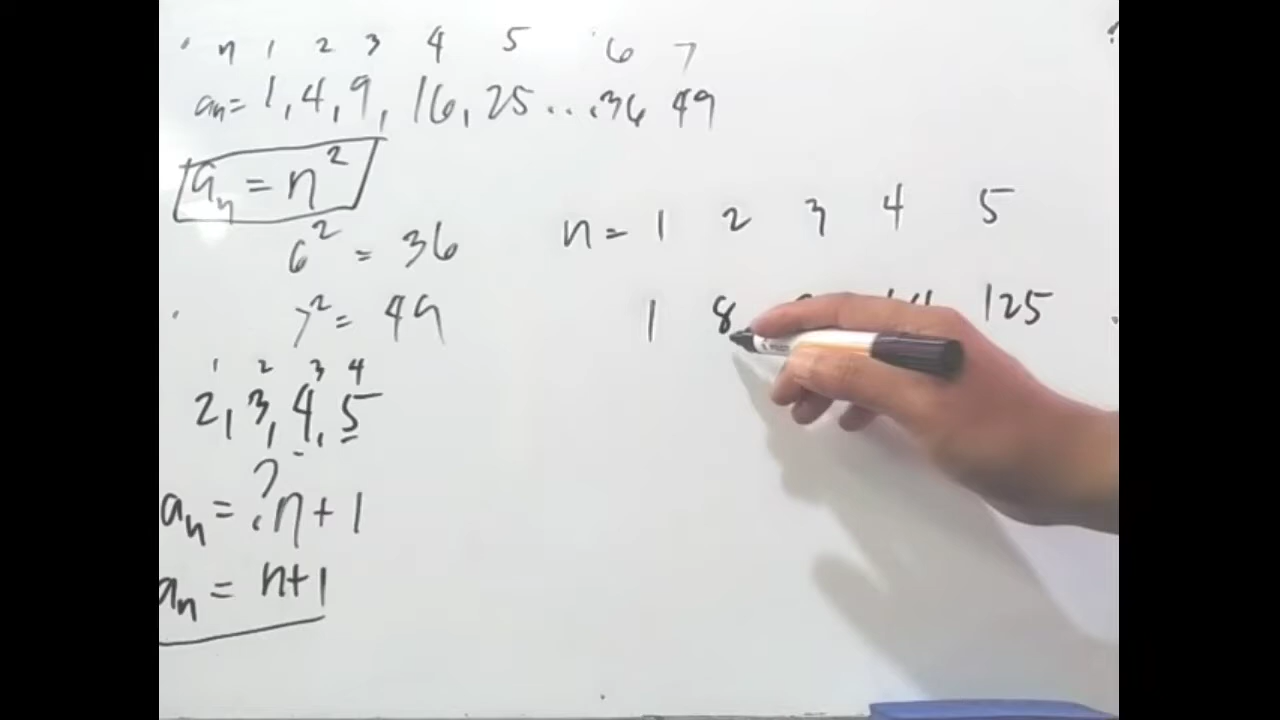 n 1 2 3 4 5 6 7
an = 1, 4, 9, 16, 25 ... 36 49
an = n²
6² = 36
7² = 49
1 2 3 4
2, 3, 4, 5
?
an = .n + 1
an = n+1
n = 1 2 3 4 5
1 8 125